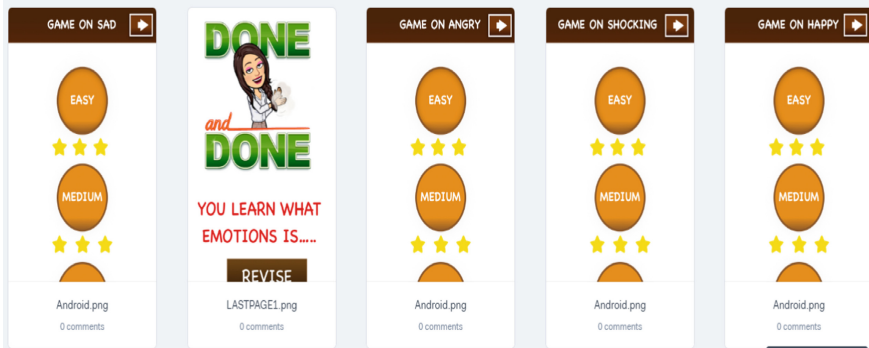 GAME ON SAD
EASY
MEDIUM
Android.png
0 comments
DONE
and
DONE
YOU LEARN WHAT
EMOTIONS IS.....
REVISE
LASTPAGE1.png
0 comments
GAME ON ANGRY
EASY
MEDIUM
Android.png
0 comments
GAME ON SHOCKING
EASY
MEDIUM
Android.png
0 comments
GAME ON HAPPY
EASY
MEDIUM
Android.png
0 comments